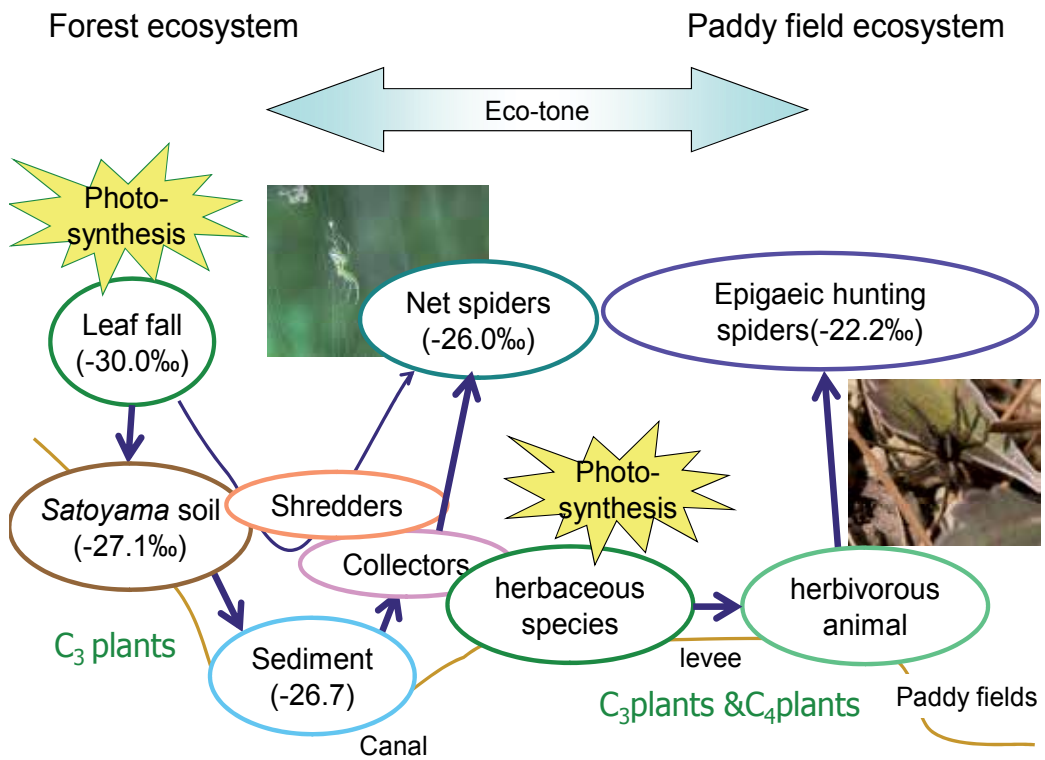 Forest ecosystem
Paddy field ecosystem
Eco-tone
Photo-
synthesis
Leaf fall
(-30.0‰)
Net spiders
(-26.0‰)
Epigaeic hunting
spiders(-22.2‰)
Satoyama soil
(-27.1‰)
Shredders
Collectors
Photo-
synthesis
herbaceous
species
herbivorous
animal
C₃ plants
Sediment
(-26.7)
Canal
levee
C₃plants &C₄plants
Paddy fields